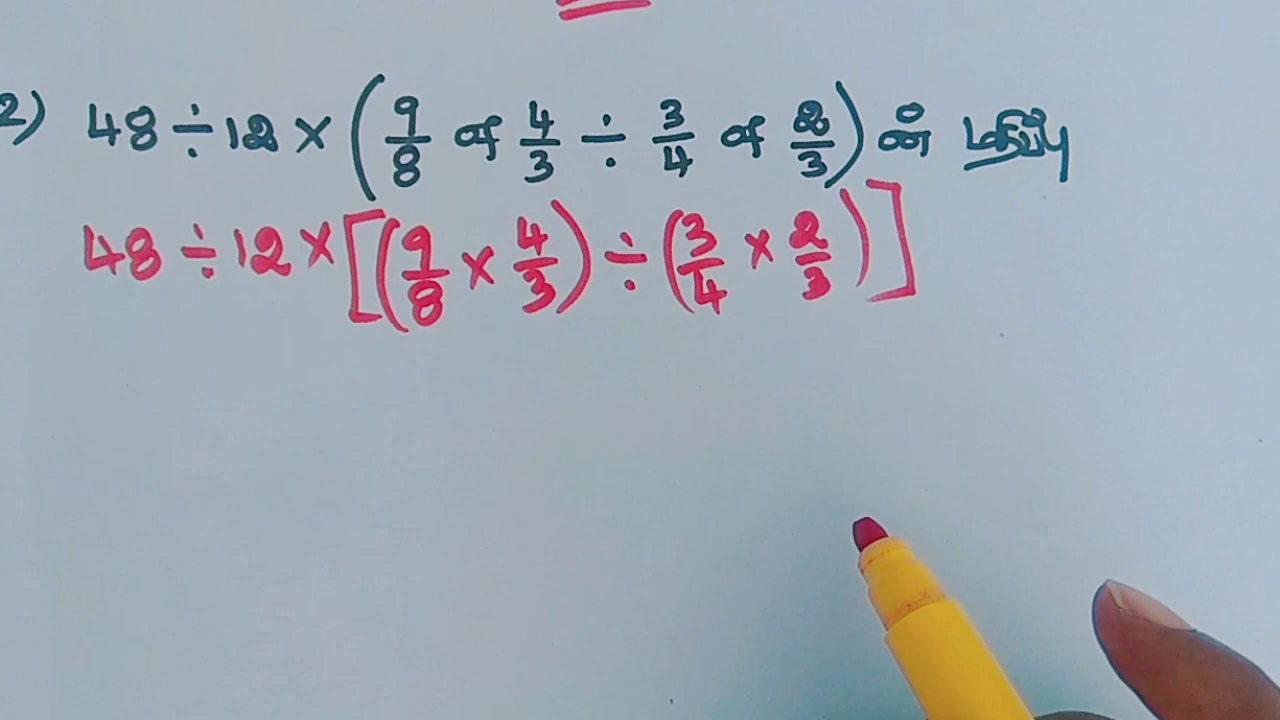 2) 48 ÷ 12 × (9/8 of 4/3 ÷ 3/4 of 2/3) ன் மதிப்பு
48 ÷ 12 × [(9/8 × 4/3) ÷ (3/4 × 2/3)]